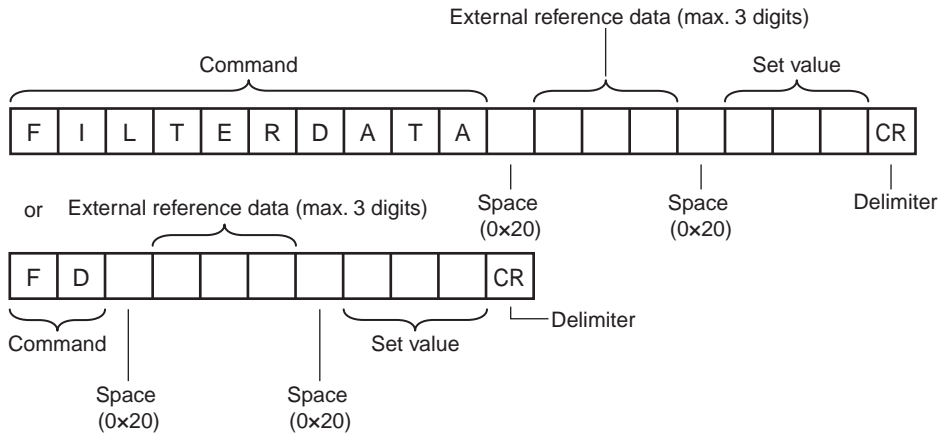 External reference data (max. 3 digits)
Command Set value
F I L T E R D A T A CR
Space (0×20) Space (0×20) Delimiter
or External reference data (max. 3 digits)
F D CR
Delimiter
Command Set value
Space (0×20) Space (0×20)